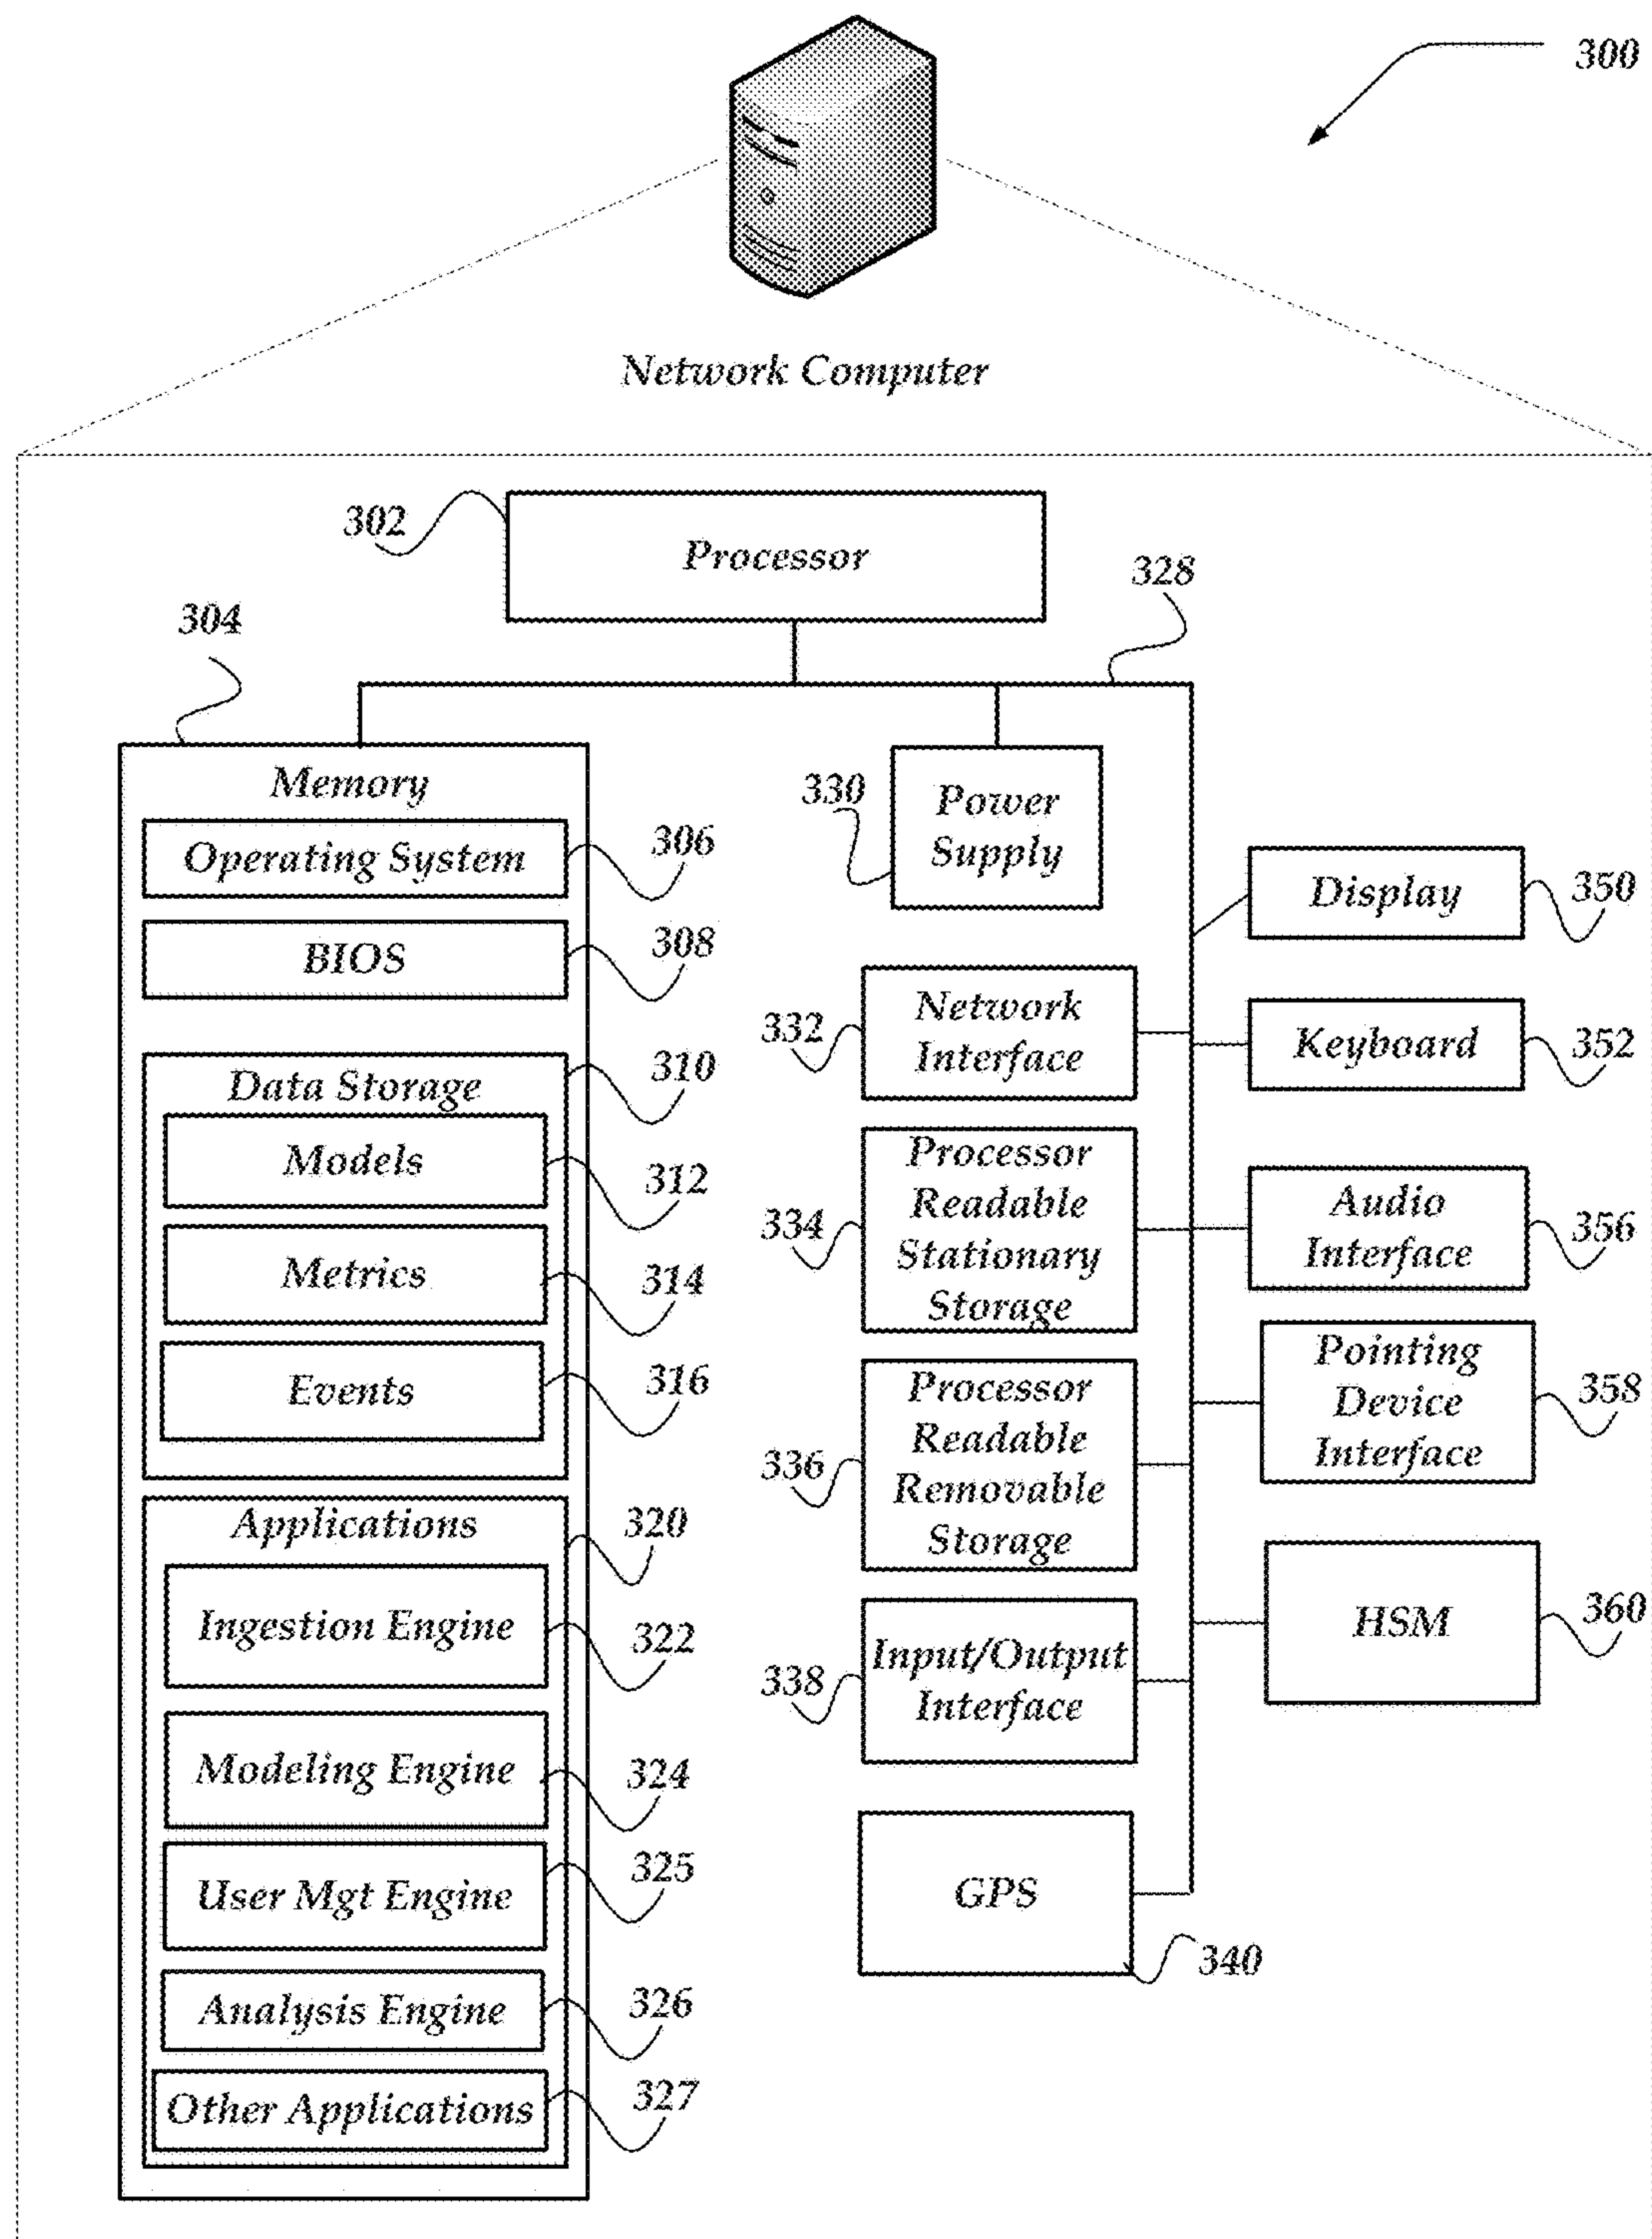 300
Network Computer
302
Processor
328
304
Memory
Operating System
306
BIOS
308
Data Storage
310
Models
312
Metrics
314
Events
316
Applications
320
Ingestion Engine
322
Modeling Engine
324
User Mgt Engine
325
Analysis Engine
326
Other Applications
327
330
Power
Supply
332
Network
Interface
334
Processor
Readable
Stationary
Storage
336
Processor
Readable
Removable
Storage
338
Input/Output
Interface
GPS
340
Display
350
Keyboard
352
Audio
Interface
356
Pointing
Device
Interface
358
HSM
360